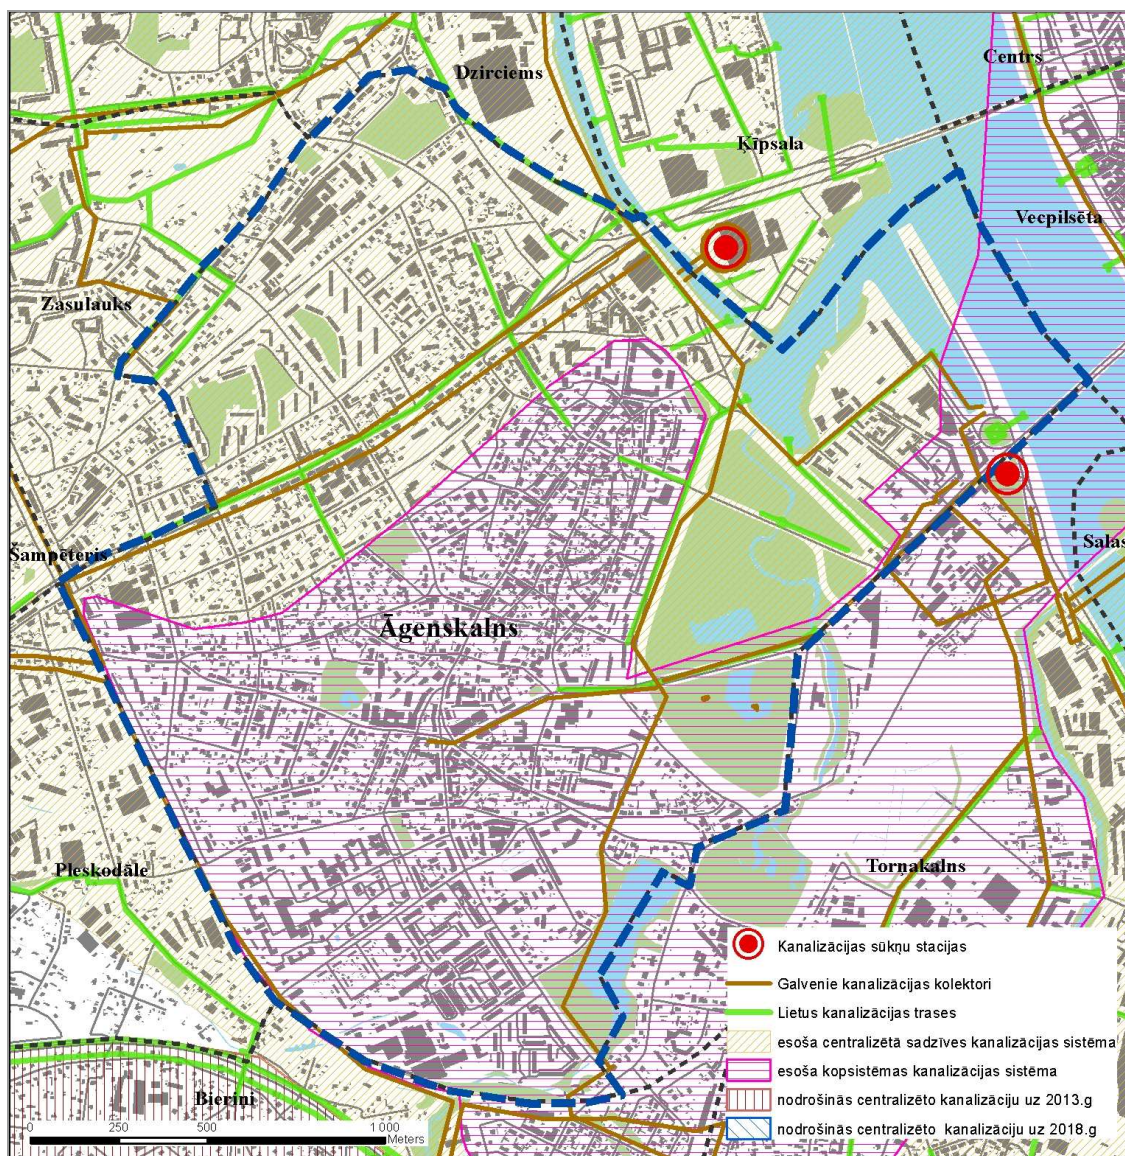 Dzirciems
Centrs
Ķīpsala
Vecpilsēta
Zasulauks
Šampēteris
Salas
Āgenskalns
Pleskodāle
Torņakalns
Bieriņi
Kanalizācijas sūkņu stacijas
Galvenie kanalizācijas kolektori
Lietus kanalizācijas trases
esoša centralizētā sadzīves kanalizācijas sistēma
esoša kopsistēmas kanalizācijas sistēma
nodrošinās centralizēto kanalizāciju uz 2013.g
nodrošinās centralizēto kanalizāciju uz 2018.g
0 250 500 1 000
Meters